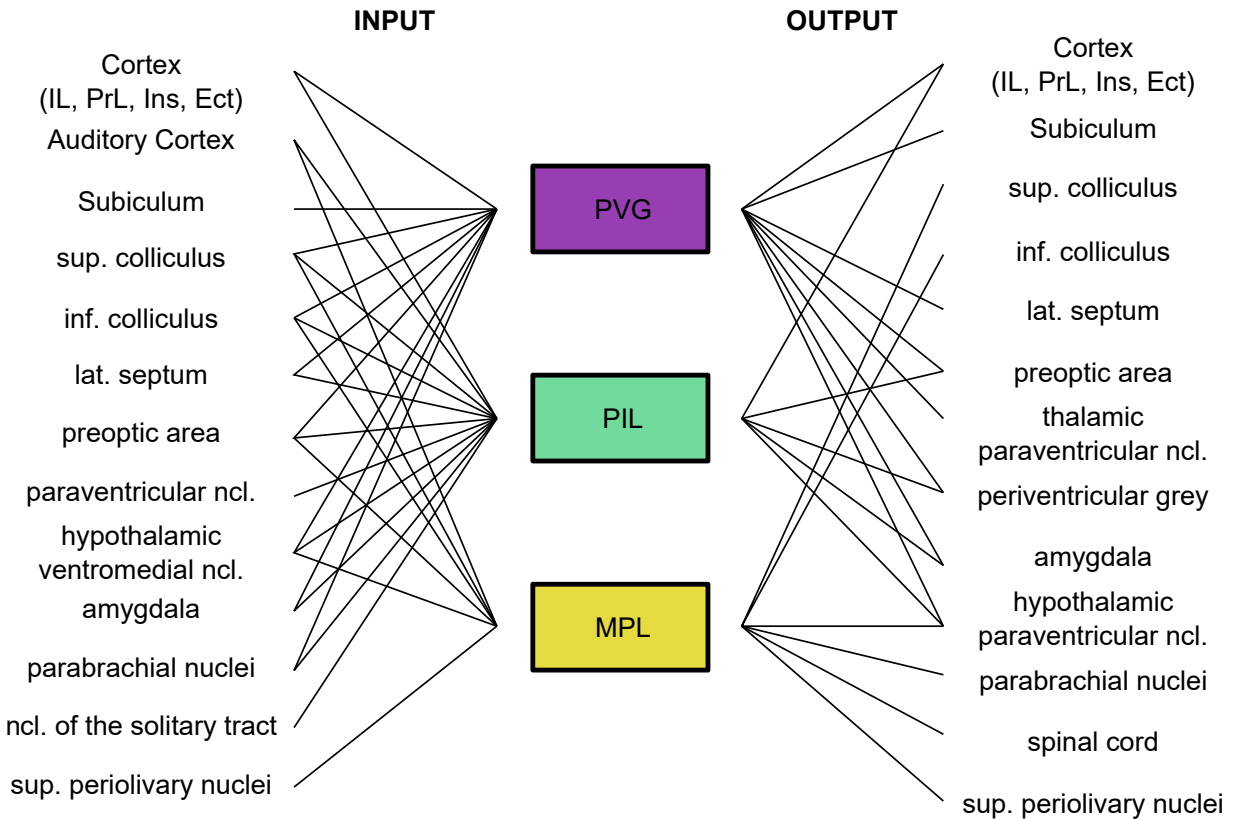 INPUT
OUTPUT
Cortex
(IL, PrL, Ins, Ect)
Auditory Cortex
Subiculum
sup. colliculus
inf. colliculus
lat. septum
preoptic area
paraventricular ncl.
hypothalamic
ventromedial ncl.
amygdala
parabrachial nuclei
ncl. of the solitary tract
sup. periolivary nuclei
PVG
PIL
MPL
Cortex
(IL, PrL, Ins, Ect)
Subiculum
sup. colliculus
inf. colliculus
lat. septum
preoptic area
thalamic
paraventricular ncl.
periventricular grey
amygdala
hypothalamic
paraventricular ncl.
parabrachial nuclei
spinal cord
sup. periolivary nuclei